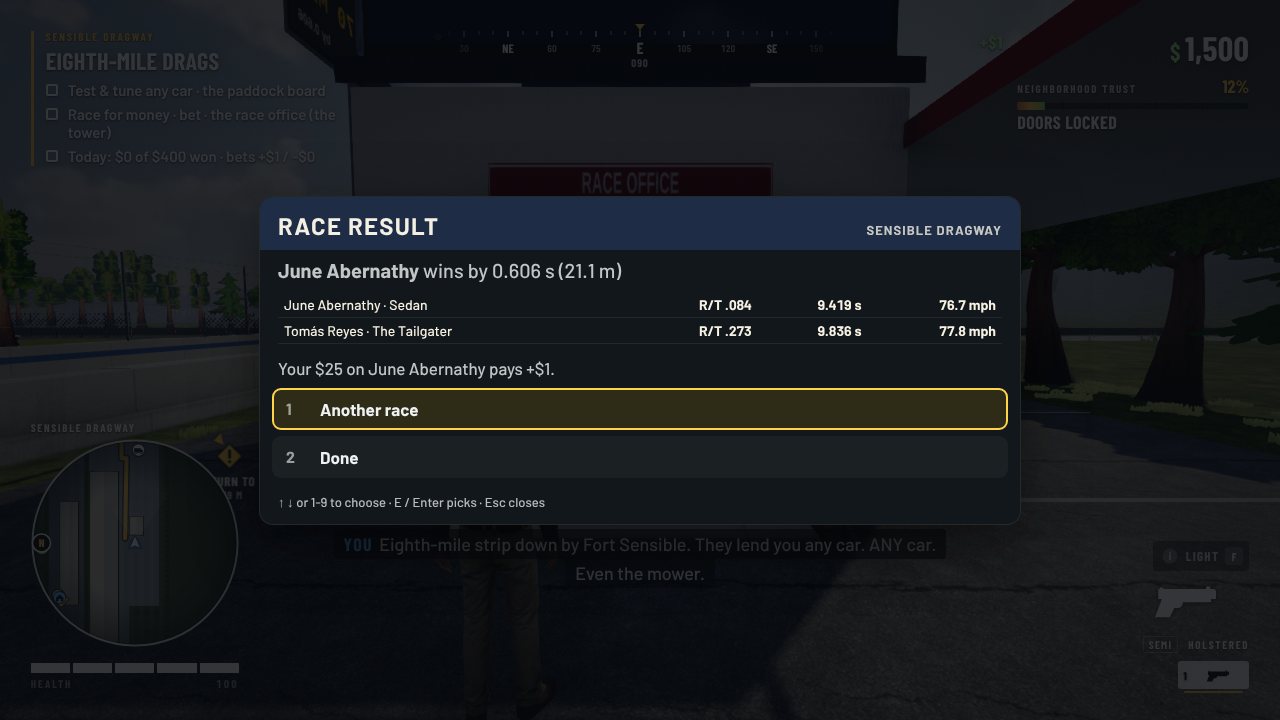 SENSIBLE DRAGWAY
EIGHTH-MILE DRAGS
Test & tune any car · the paddock board
Race for money · bet · the race office (the
tower)
Today: $0 of $400 won · bets +$1 / -$0
30 NE 60 75 E 105 120 SE 150
090
+$1
$1,500
NEIGHBORHOOD TRUST 12%
DOORS LOCKED
RACE OFFICE
RACE RESULT
SENSIBLE DRAGWAY
June Abernathy wins by 0.606 s (21.1 m)
June Abernathy · Sedan R/T .084 9.419 s 76.7 mph
Tomás Reyes · The Tailgater R/T .273 9.836 s 77.8 mph
Your $25 on June Abernathy pays +$1.
1 Another race
2 Done
↑ ↓ or 1-9 to choose · E / Enter picks · Esc closes
YOU Eighth-mile strip down by Fort Sensible. They lend you any car. ANY car.
Even the mower.
SENSIBLE DRAGWAY
N
HEALTH 100
LIGHT F
SEMI HOLSTERED
1